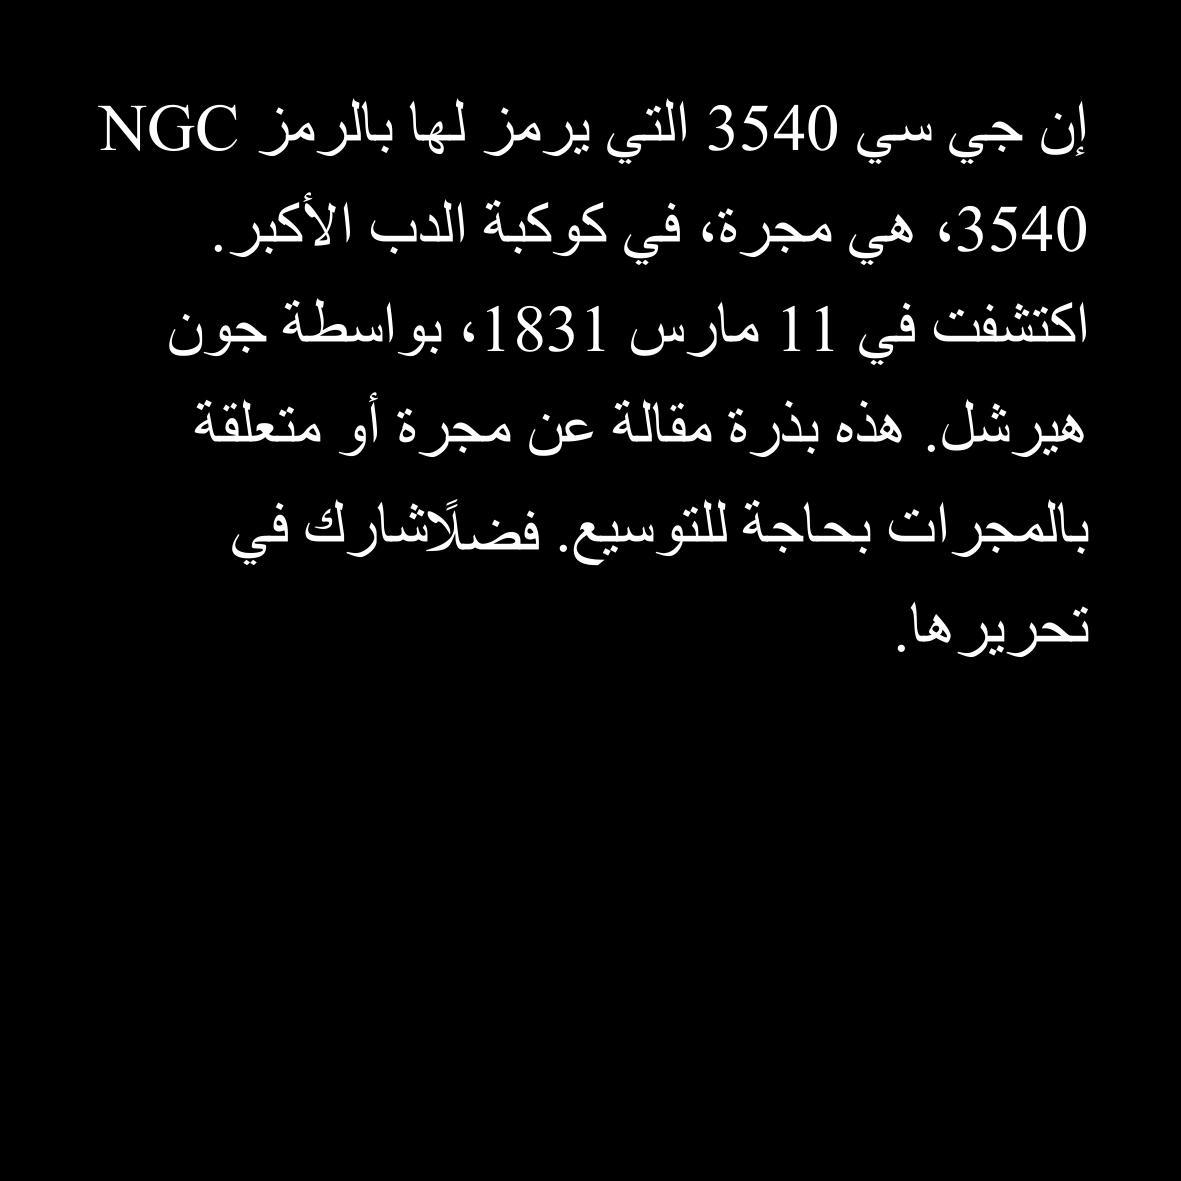 إن جي سي 3540 التي يرمز لها بالرمز NGC
3540، هي مجرة، في كوكبة الدب الأكبر.
اكتشفت في 11 مارس 1831، بواسطة جون
هيرشل. هذه بذرة مقالة عن مجرة أو متعلقة
بالمجرات بحاجة للتوسيع. فضلًاشارك في
تحريرها.